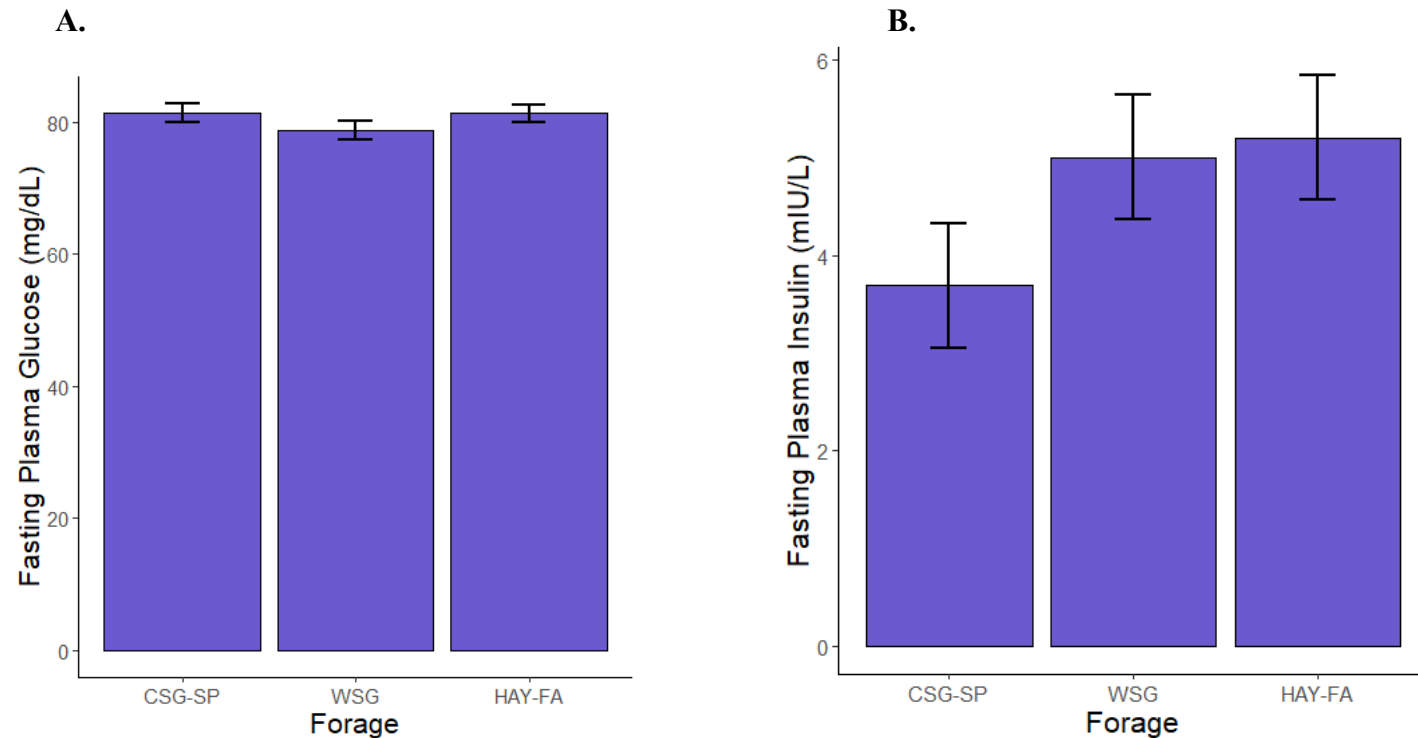 A.
Fasting Plasma Glucose (mg/dL)
80
60
40
20
0
CSG-SP WSG HAY-FA
Forage
B.
Fasting Plasma Insulin (mIU/L)
6
4
2
0
CSG-SP WSG HAY-FA
Forage